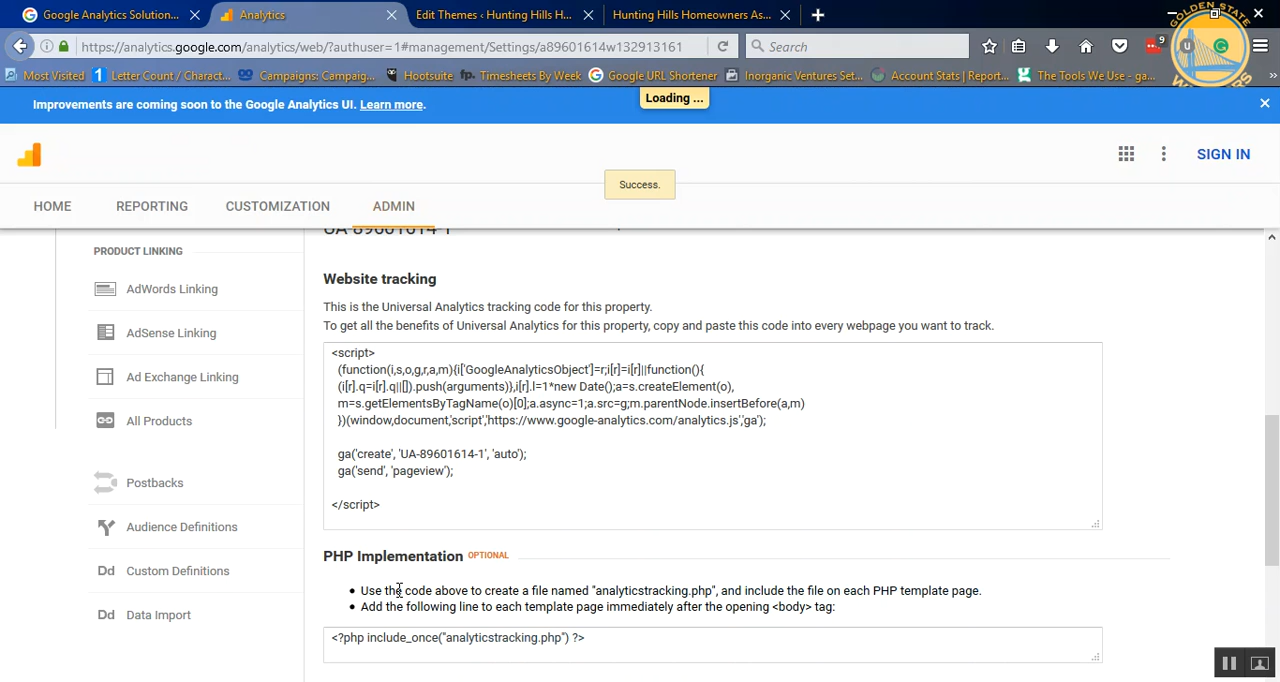 Google Analytics Solution...
Analytics
Edit Themes ‹ Hunting Hills H...
Hunting Hills Homeowners As...
https://analytics.google.com/analytics/web/?authuser=1#management/Settings/a89601614w132913161
Search
9
Most Visited
Letter Count / Charact...
Campaigns: Campaig...
Hootsuite
fp. Timesheets By Week
Google URL Shortener
Inorganic Ventures Set...
Account Stats | Report...
The Tools We Use - ga...
GOLDEN STATE
Improvements are coming soon to the Google Analytics UI. Learn more.
Loading ...
SIGN IN
Success.
HOME
REPORTING
CUSTOMIZATION
ADMIN
UA-89601614-1
PRODUCT LINKING
AdWords Linking
AdSense Linking
Ad Exchange Linking
All Products
Postbacks
Audience Definitions
Dd Custom Definitions
Dd Data Import
Website tracking
This is the Universal Analytics tracking code for this property.
To get all the benefits of Universal Analytics for this property, copy and paste this code into every webpage you want to track.
<script>
(function(i,s,o,g,r,a,m){i['GoogleAnalyticsObject']=r;i[r]=i[r]||function(){
(i[r].q=i[r].q||[]).push(arguments)},i[r].l=1*new Date();a=s.createElement(o),
m=s.getElementsByTagName(o)[0];a.async=1;a.src=g;m.parentNode.insertBefore(a,m)
})(window,document,'script','https://www.google-analytics.com/analytics.js','ga');
ga('create', 'UA-89601614-1', 'auto');
ga('send', 'pageview');
</script>
PHP Implementation OPTIONAL
• Use the code above to create a file named "analyticstracking.php", and include the file on each PHP template page.
• Add the following line to each template page immediately after the opening <body> tag:
<?php include_once("analyticstracking.php") ?>